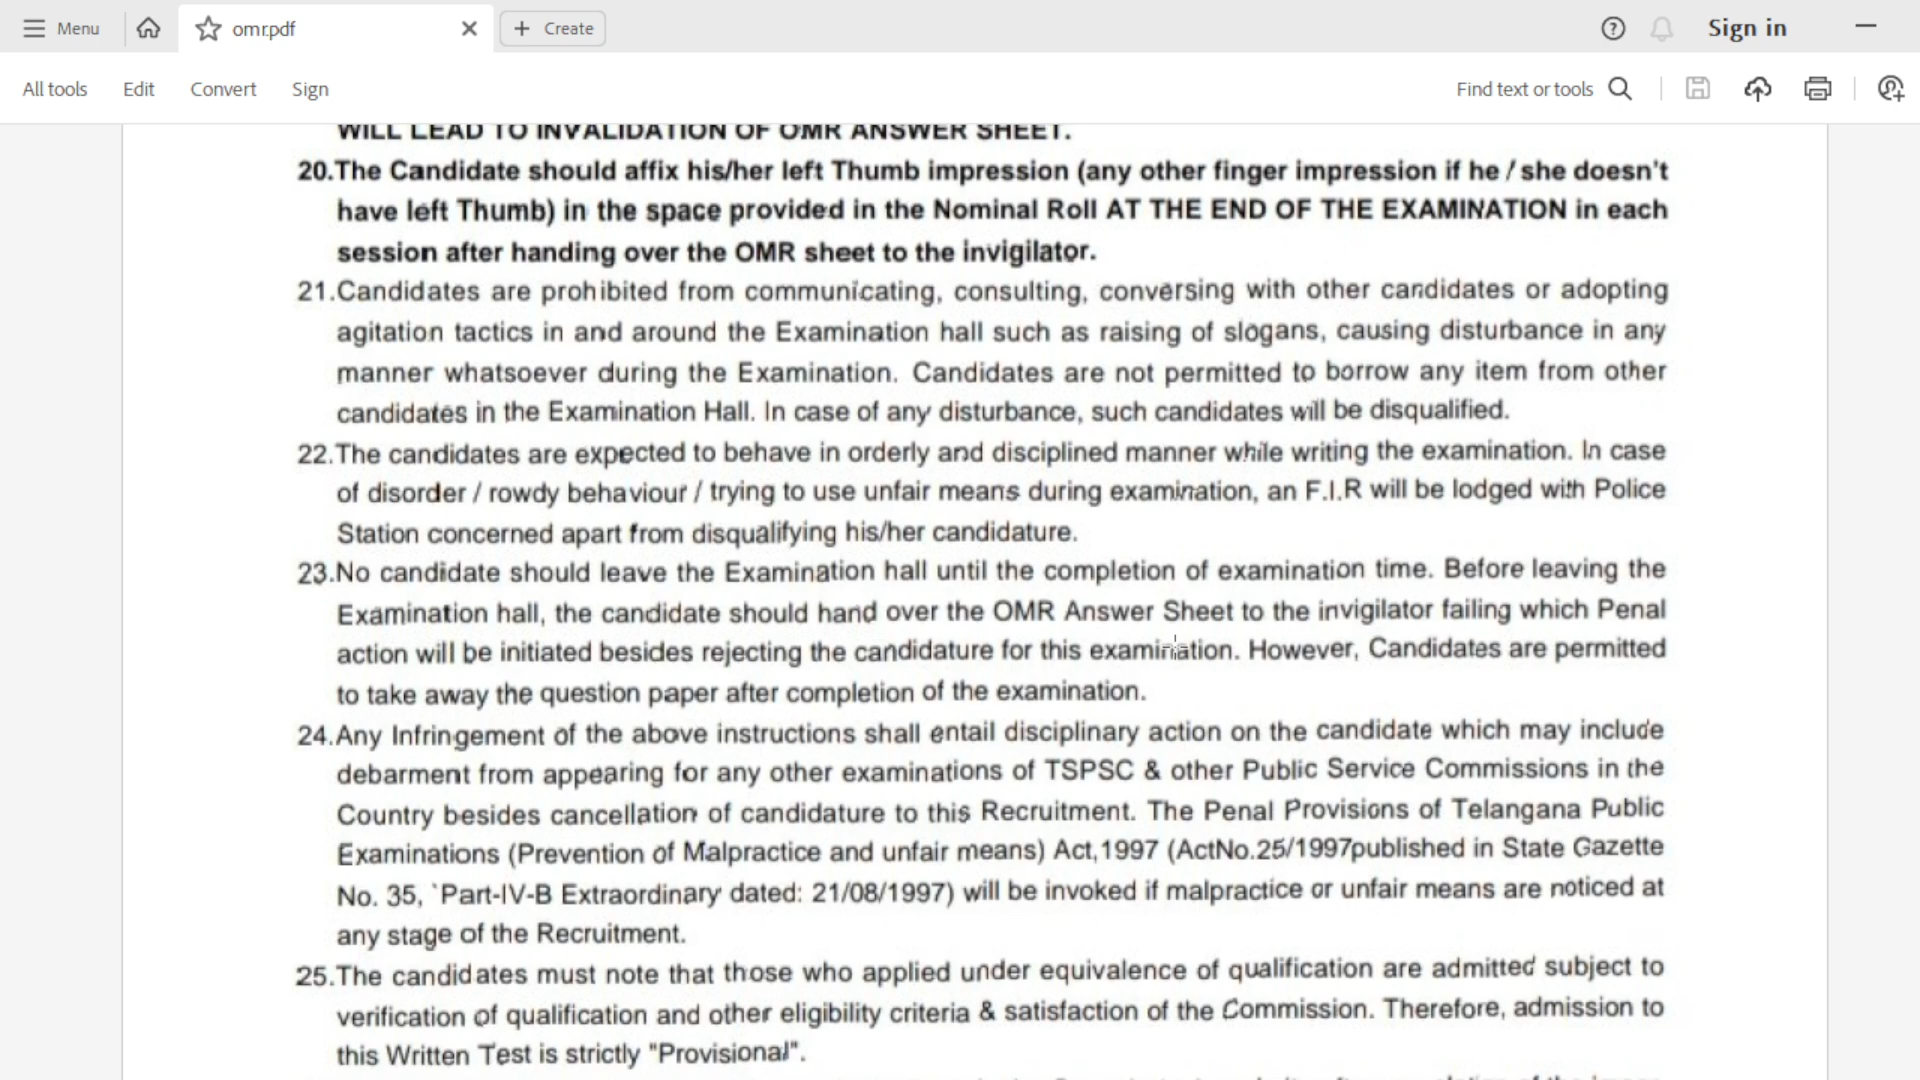 Menu
omr.pdf
Create
Sign in
All tools
Edit
Convert
Sign
Find text or tools
WILL LEAD TO INVALIDATION OF OMR ANSWER SHEET.
20.The Candidate should affix his/her left Thumb impression (any other finger impression if he / she doesn't
have left Thumb) in the space provided in the Nominal Roll AT THE END OF THE EXAMINATION in each
session after handing over the OMR sheet to the invigilator.
21.Candidates are prohibited from communicating, consulting, conversing with other candidates or adopting
agitation tactics in and around the Examination hall such as raising of slogans, causing disturbance in any
manner whatsoever during the Examination. Candidates are not permitted to borrow any item from other
candidates in the Examination Hall. In case of any disturbance, such candidates will be disqualified.
22.The candidates are expected to behave in orderly and disciplined manner while writing the examination. In case
of disorder / rowdy behaviour / trying to use unfair means during examination, an F.I.R will be lodged with Police
Station concerned apart from disqualifying his/her candidature.
23.No candidate should leave the Examination hall until the completion of examination time. Before leaving the
Examination hall, the candidate should hand over the OMR Answer Sheet to the invigilator failing which Penal
action will be initiated besides rejecting the candidature for this examination. However, Candidates are permitted
to take away the question paper after completion of the examination.
24.Any Infringement of the above instructions shall entail disciplinary action on the candidate which may include
debarment from appearing for any other examinations of TSPSC & other Public Service Commissions in the
Country besides cancellation of candidature to this Recruitment. The Penal Provisions of Telangana Public
Examinations (Prevention of Malpractice and unfair means) Act,1997 (ActNo.25/1997published in State Gazette
No. 35, `Part-IV-B Extraordinary dated: 21/08/1997) will be invoked if malpractice or unfair means are noticed at
any stage of the Recruitment.
25.The candidates must note that those who applied under equivalence of qualification are admitted subject to
verification of qualification and other eligibility criteria & satisfaction of the Commission. Therefore, admission to
this Written Test is strictly "Provisional".